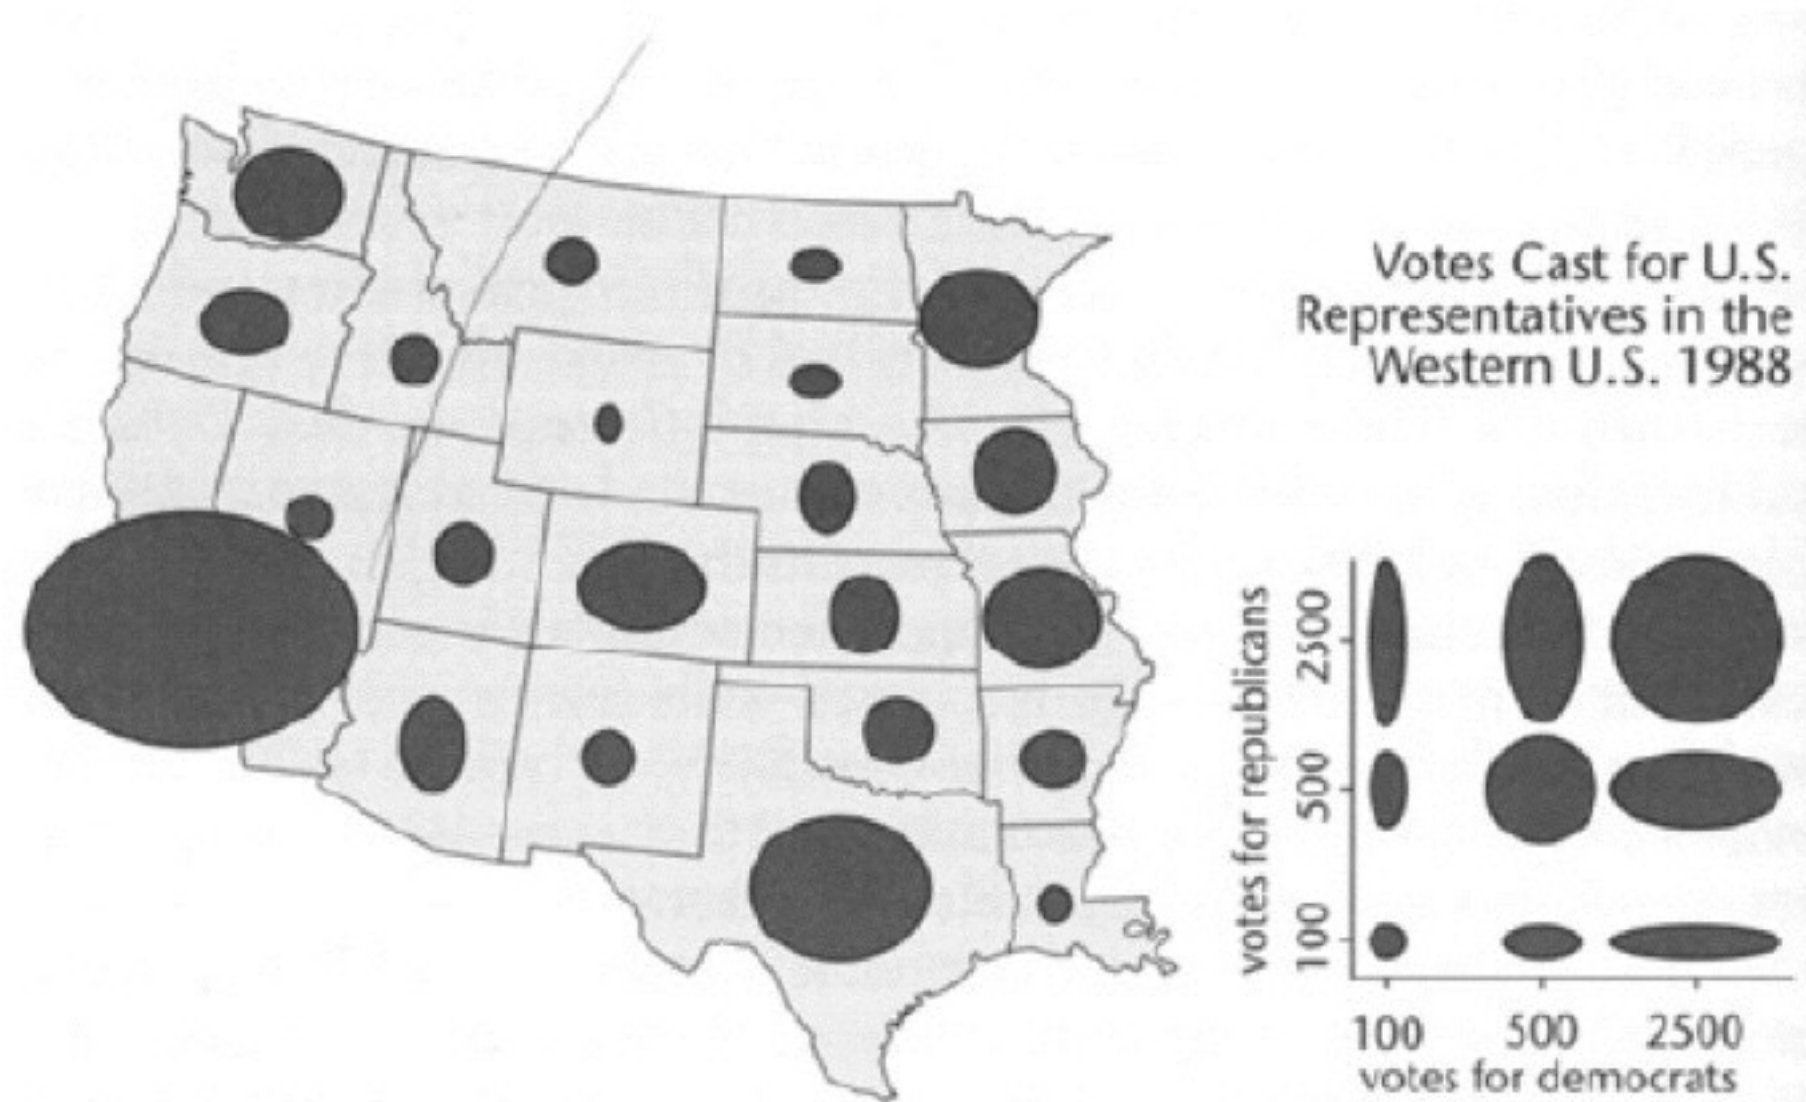 Votes Cast for U.S.
Representatives in the
Western U.S. 1988
votes for republicans
2500
500
100
100 500 2500
votes for democrats